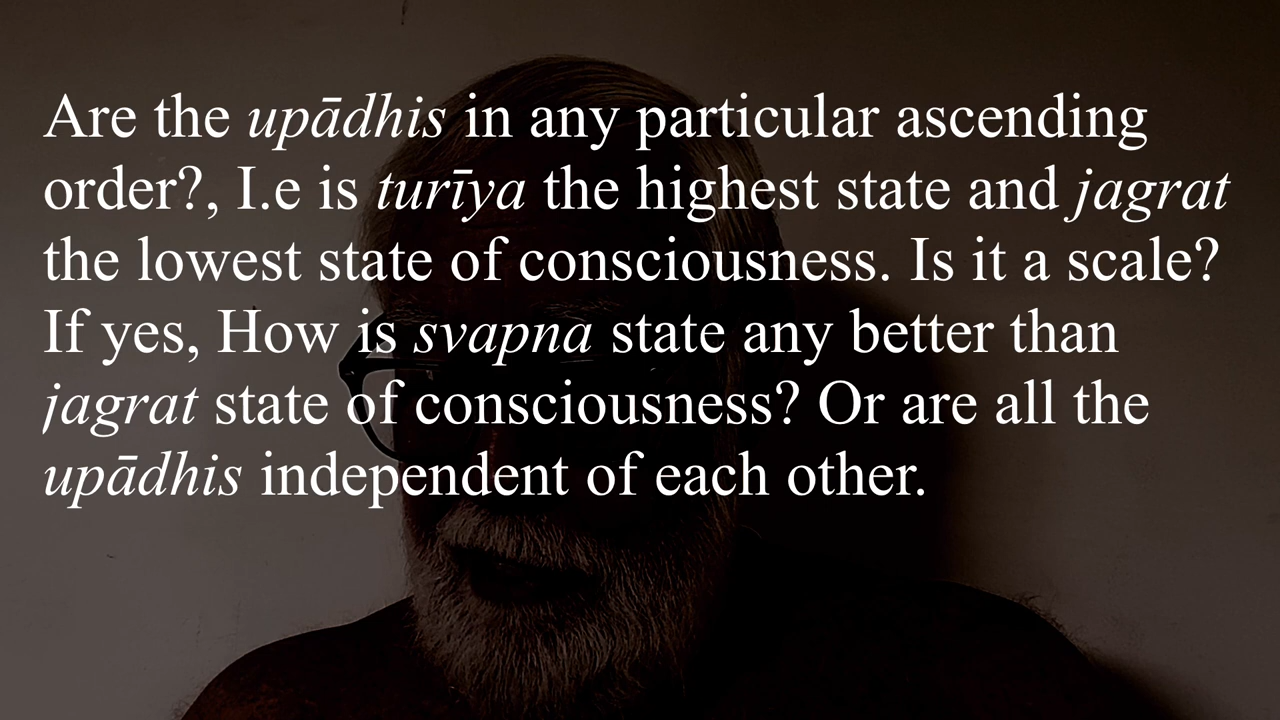 Are the upādhis in any particular ascending
order?, I.e is turīya the highest state and jagrat
the lowest state of consciousness. Is it a scale?
If yes, How is svapna state any better than
jagrat state of consciousness? Or are all the
upādhis independent of each other.